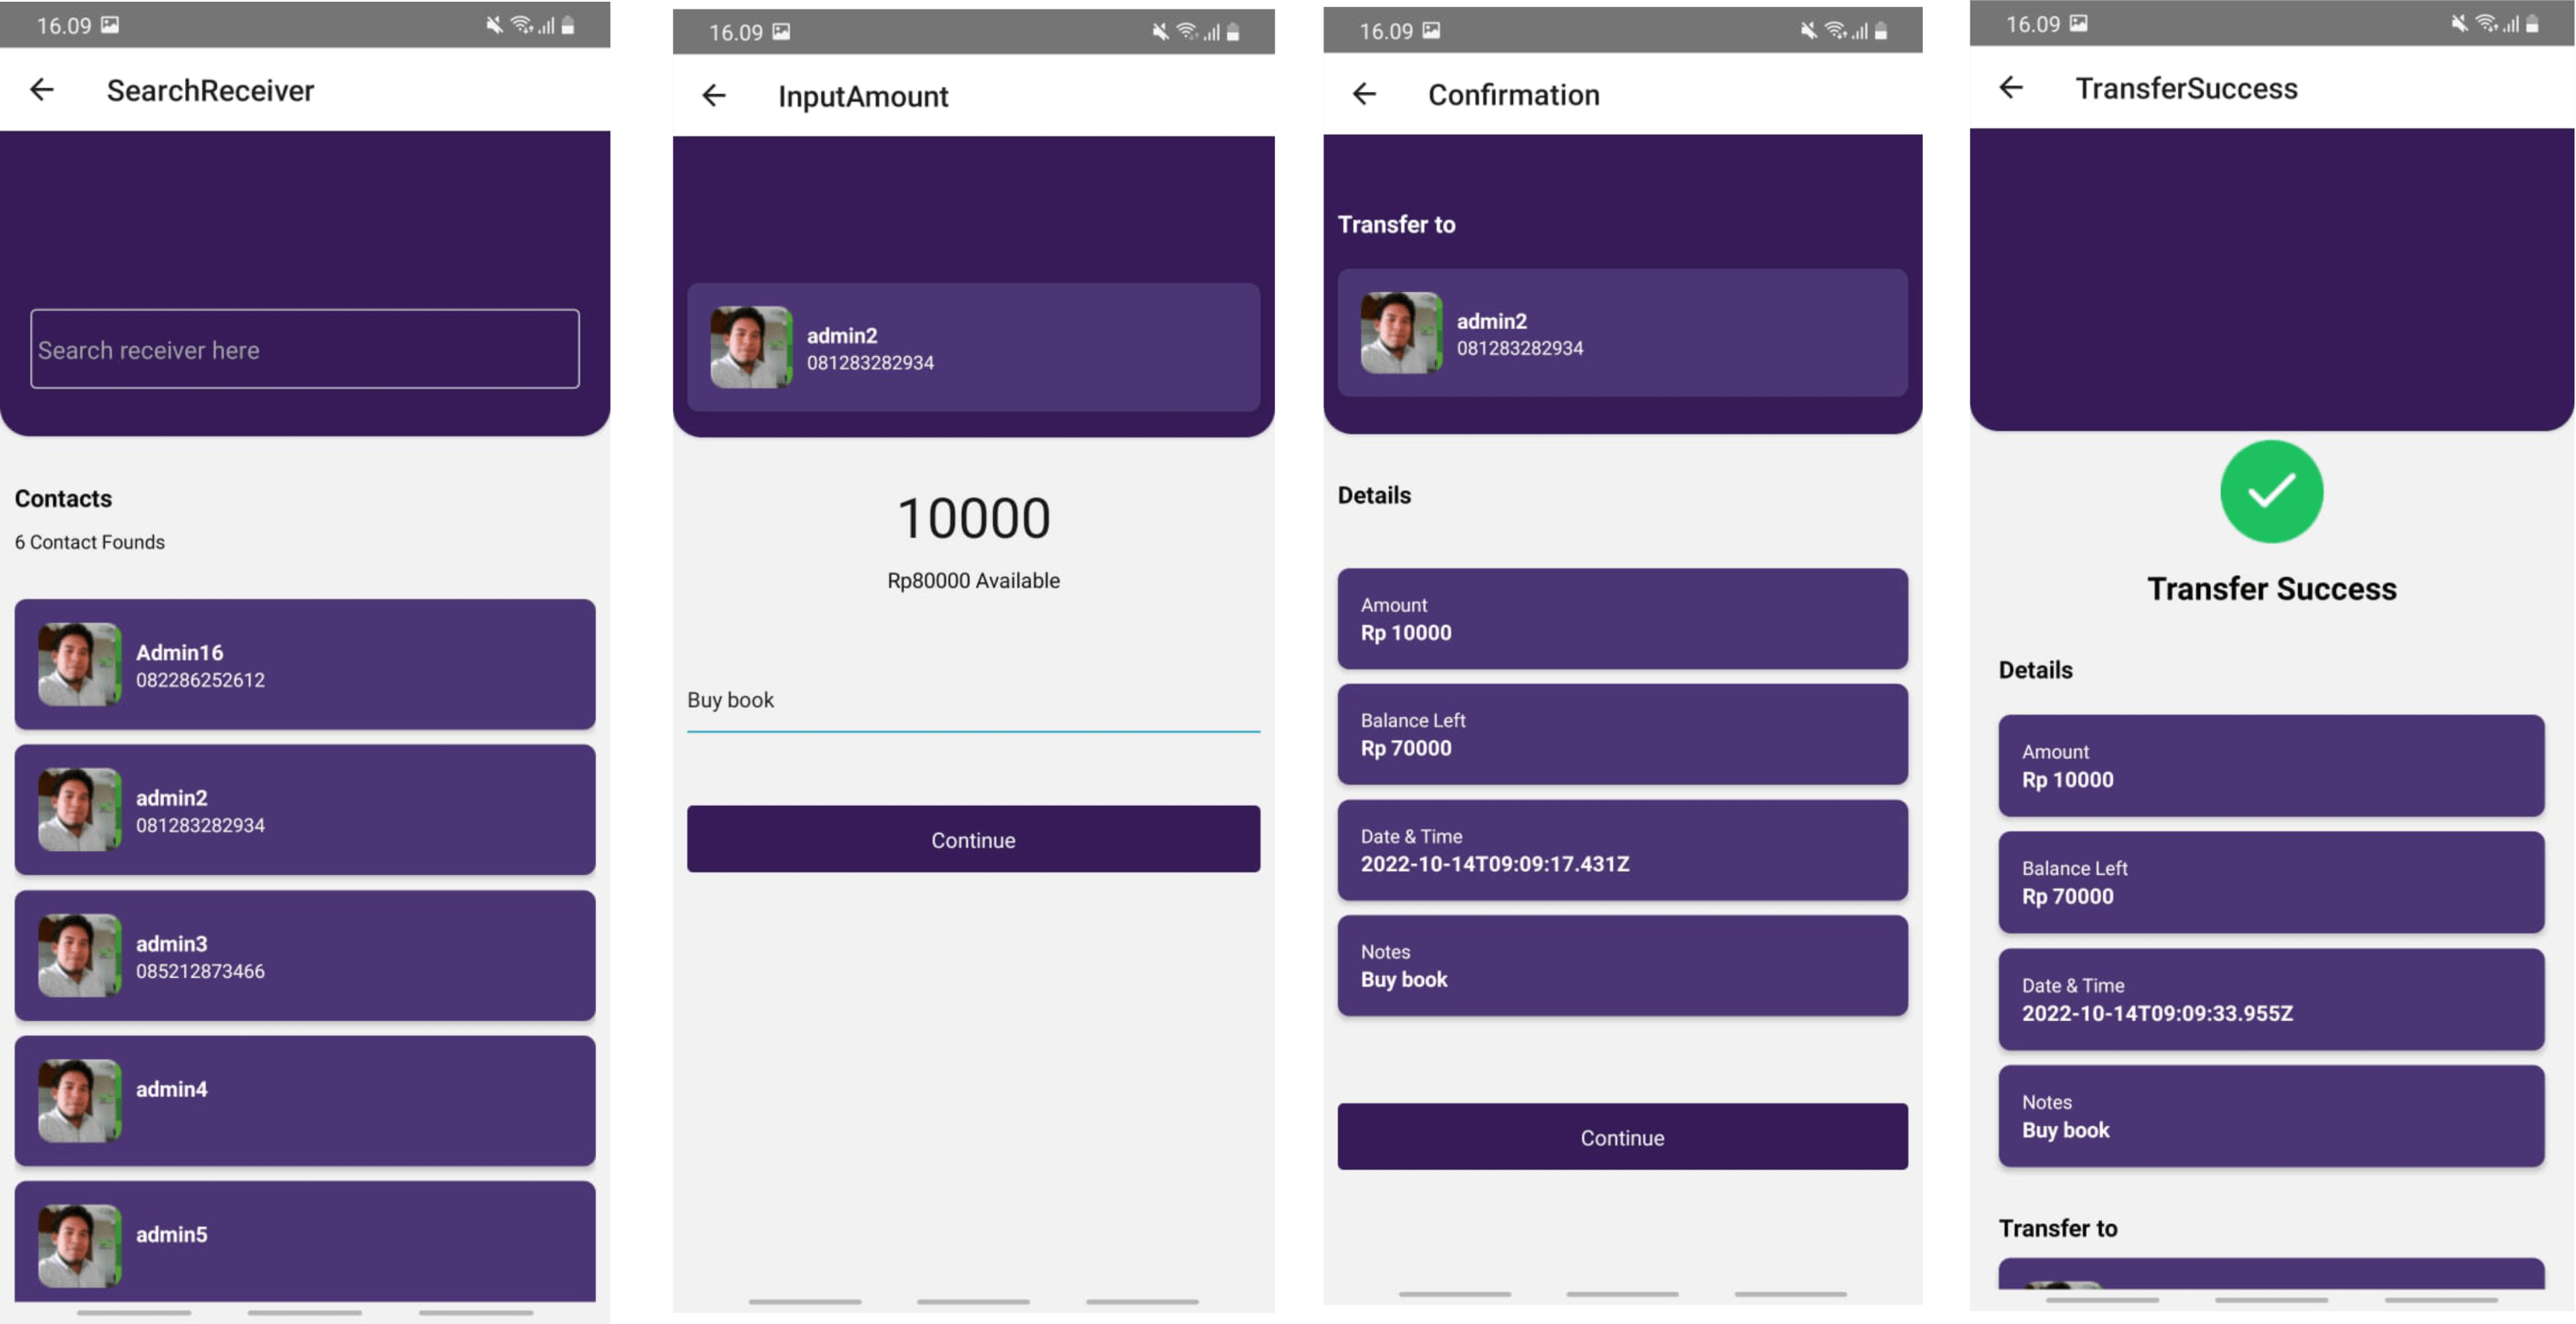 16.09
SearchReceiver
Search receiver here
Contacts
6 Contact Founds
Admin16
082286252612
admin2
081283282934
admin3
085212873466
admin4
admin5
16.09
InputAmount
admin2
081283282934
10000
Rp80000 Available
Buy book
Continue
16.09
Confirmation
Transfer to
admin2
081283282934
Details
Amount
Rp 10000
Balance Left
Rp 70000
Date & Time
2022-10-14T09:09:17.431Z
Notes
Buy book
Continue
16.09
TransferSuccess
Transfer Success
Details
Amount
Rp 10000
Balance Left
Rp 70000
Date & Time
2022-10-14T09:09:33.955Z
Notes
Buy book
Transfer to